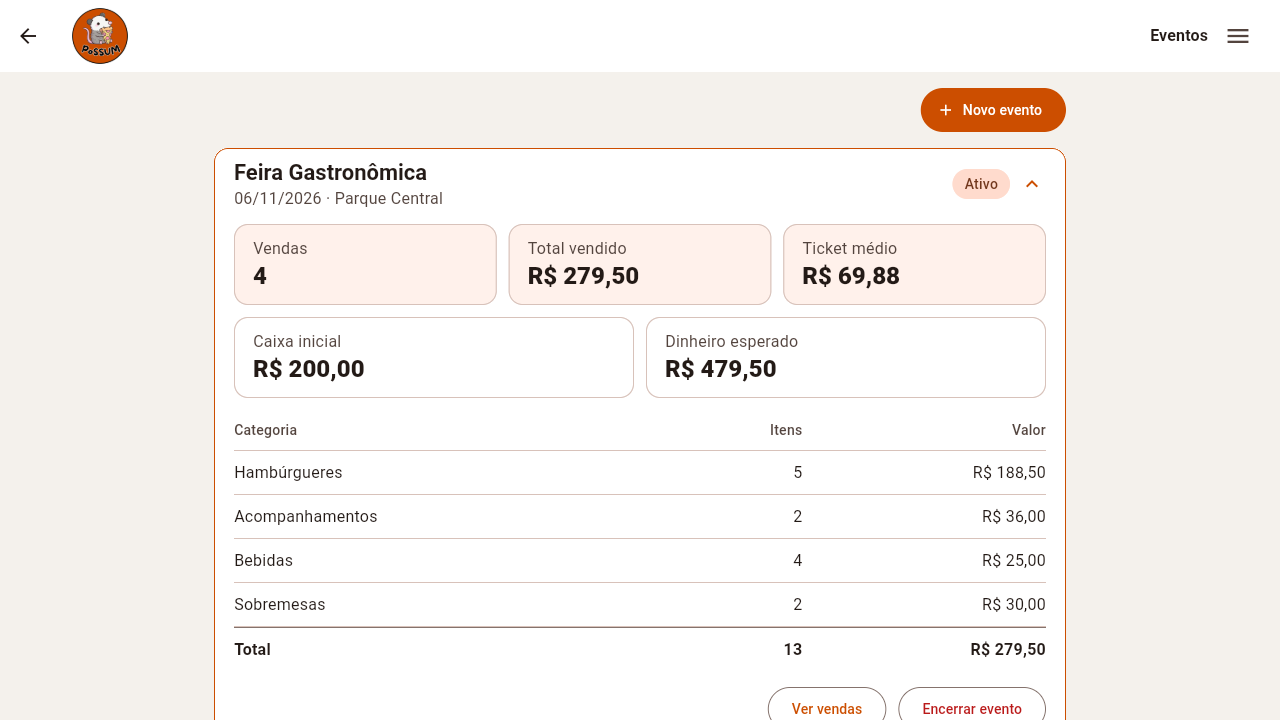 PoSSUM
Eventos
+ Novo evento
Feira Gastronômica
06/11/2026 · Parque Central
Ativo
Vendas
4
Total vendido
R$ 279,50
Ticket médio
R$ 69,88
Caixa inicial
R$ 200,00
Dinheiro esperado
R$ 479,50
Categoria Itens Valor
Hambúrgueres 5 R$ 188,50
Acompanhamentos 2 R$ 36,00
Bebidas 4 R$ 25,00
Sobremesas 2 R$ 30,00
Total 13 R$ 279,50
Ver vendas
Encerrar evento